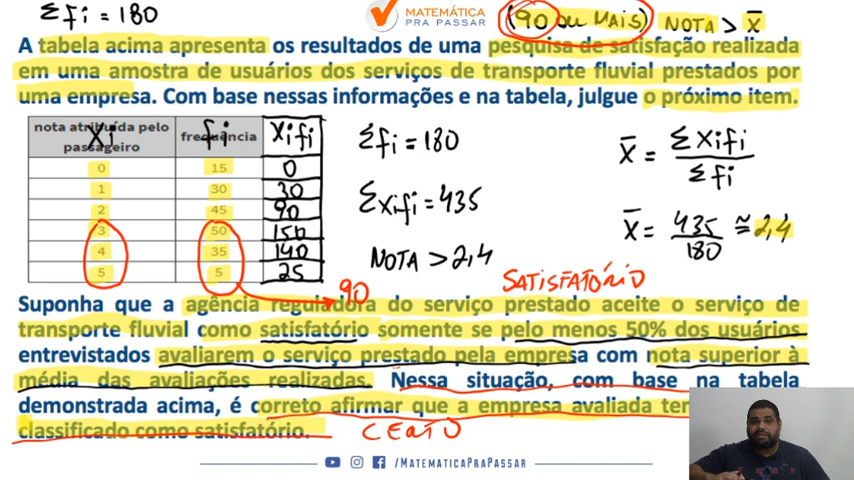 Σfi = 180
MATEMÁTICA
PRA PASSAR
(90 ou MAIS) NOTA > x̄
A tabela acima apresenta os resultados de uma pesquisa de satisfação realizada
em uma amostra de usuários dos serviços de transporte fluvial prestados por
uma empresa. Com base nessas informações e na tabela, julgue o próximo item.
nota atribuída pelo passageiro Xi frequência fi Xifi
0 15 0
1 30 30
2 45 90
3 50 150
4 35 140
5 5 25
Σfi = 180
ΣXifi = 435
NOTA > 2,4
x̄ = ΣXifi / Σfi
x̄ = 435 / 180 ≅ 2,4
90
SATISFATÓRIO
Suponha que a agência reguladora do serviço prestado aceite o serviço de
transporte fluvial como satisfatório somente se pelo menos 50% dos usuários
entrevistados avaliarem o serviço prestado pela empresa com nota superior à
média das avaliações realizadas. Nessa situação, com base na tabela
demonstrada acima, é correto afirmar que a empresa avaliada ter
classificado como satisfatório. CERTO
/MATEMATICAPRAPASSAR